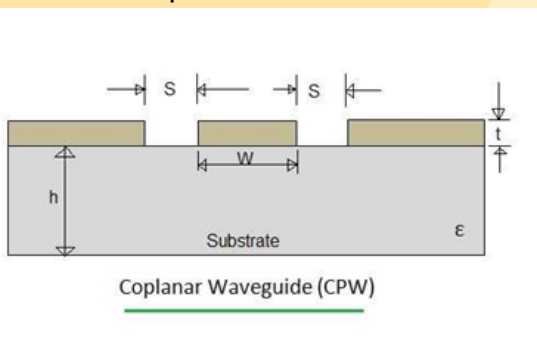 S
S
t
W
h
ε
Substrate
Coplanar Waveguide (CPW)